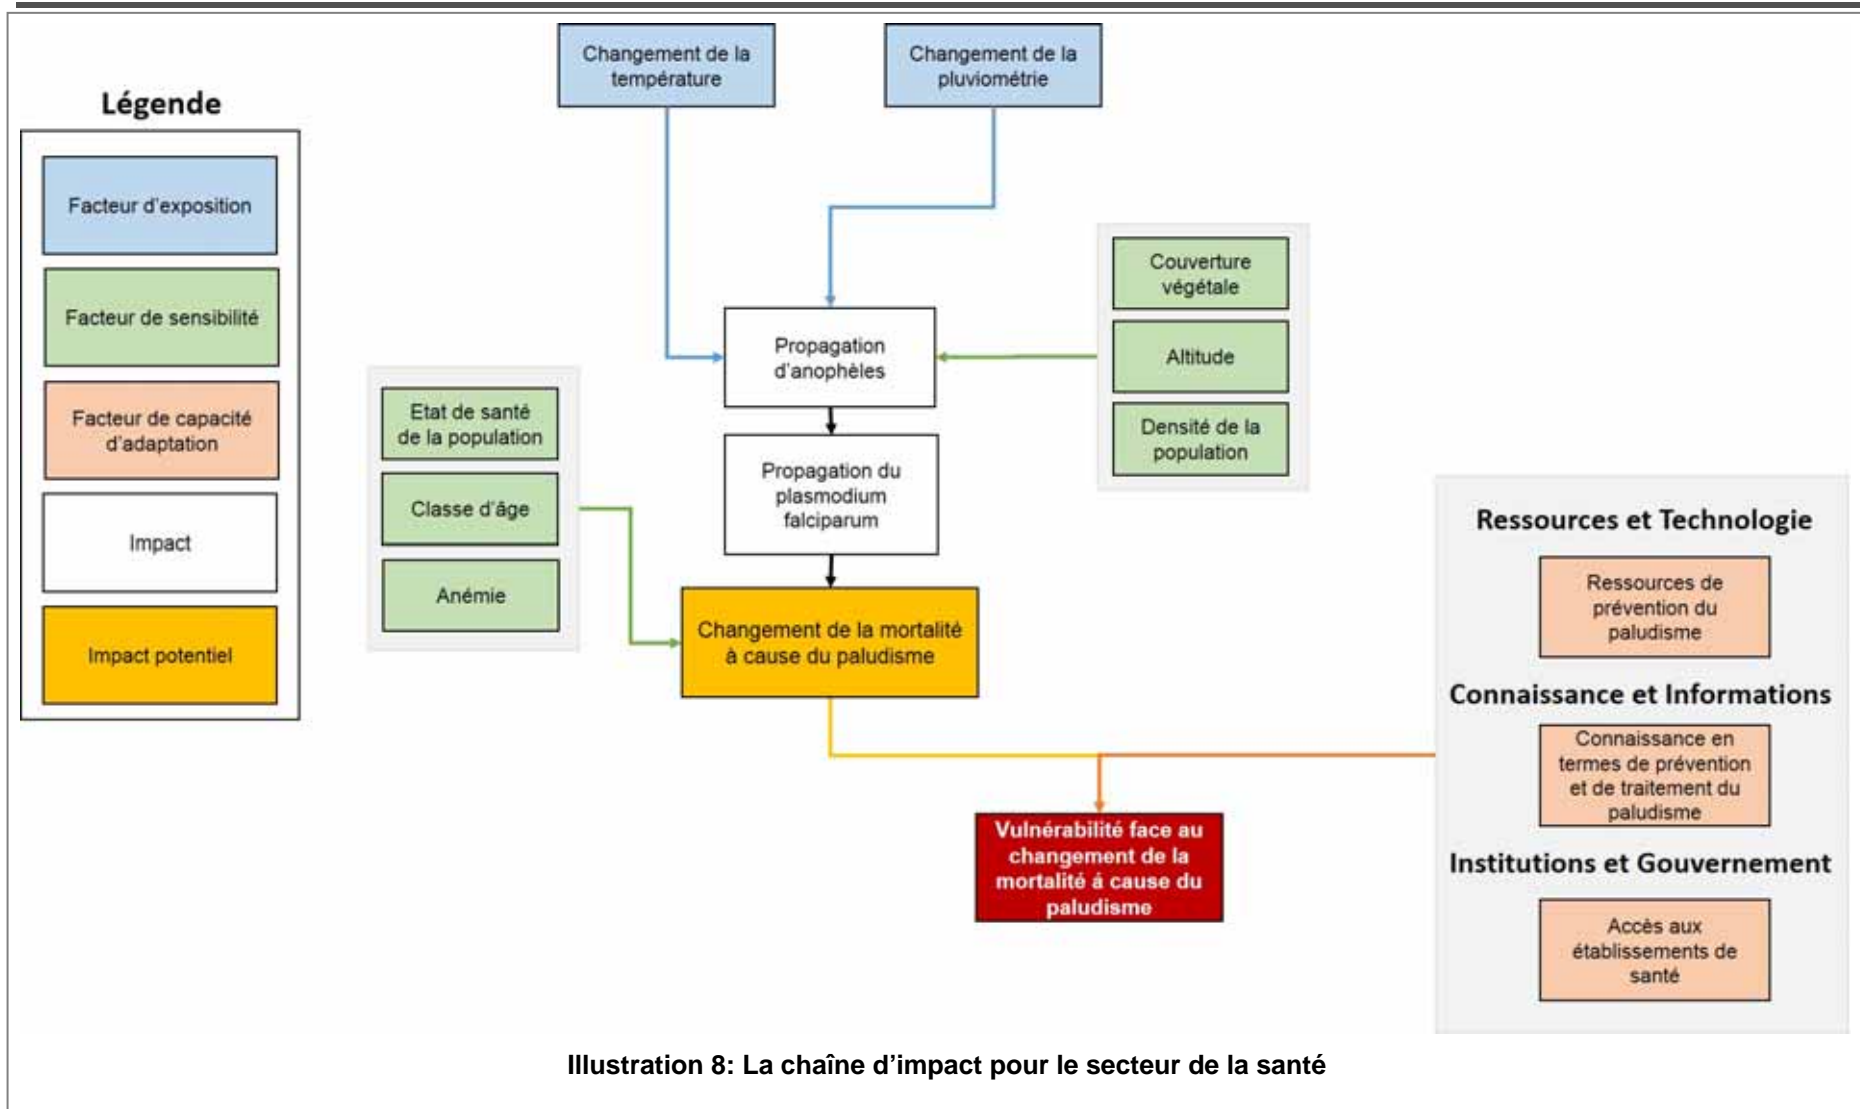 Changement de la
température
Changement de la
pluviométrie
Légende
Facteur d'exposition
Facteur de sensibilité
Facteur de capacité
d'adaptation
Impact
Impact potentiel
Propagation
d'anophèles
Couverture
végétale
Altitude
Densité de la
population
Etat de santé
de la population
Classe d'âge
Anémie
Propagation du
plasmodium
falciparum
Changement de la mortalité
à cause du paludisme
Ressources et Technologie
Ressources de
prévention du
paludisme
Connaissance et Informations
Connaissance en
termes de prévention
et de traitement du
paludisme
Institutions et Gouvernement
Accès aux
établissements de
santé
Vulnérabilité face au
changement de la
mortalité á cause du
paludisme
Illustration 8: La chaîne d'impact pour le secteur de la santé